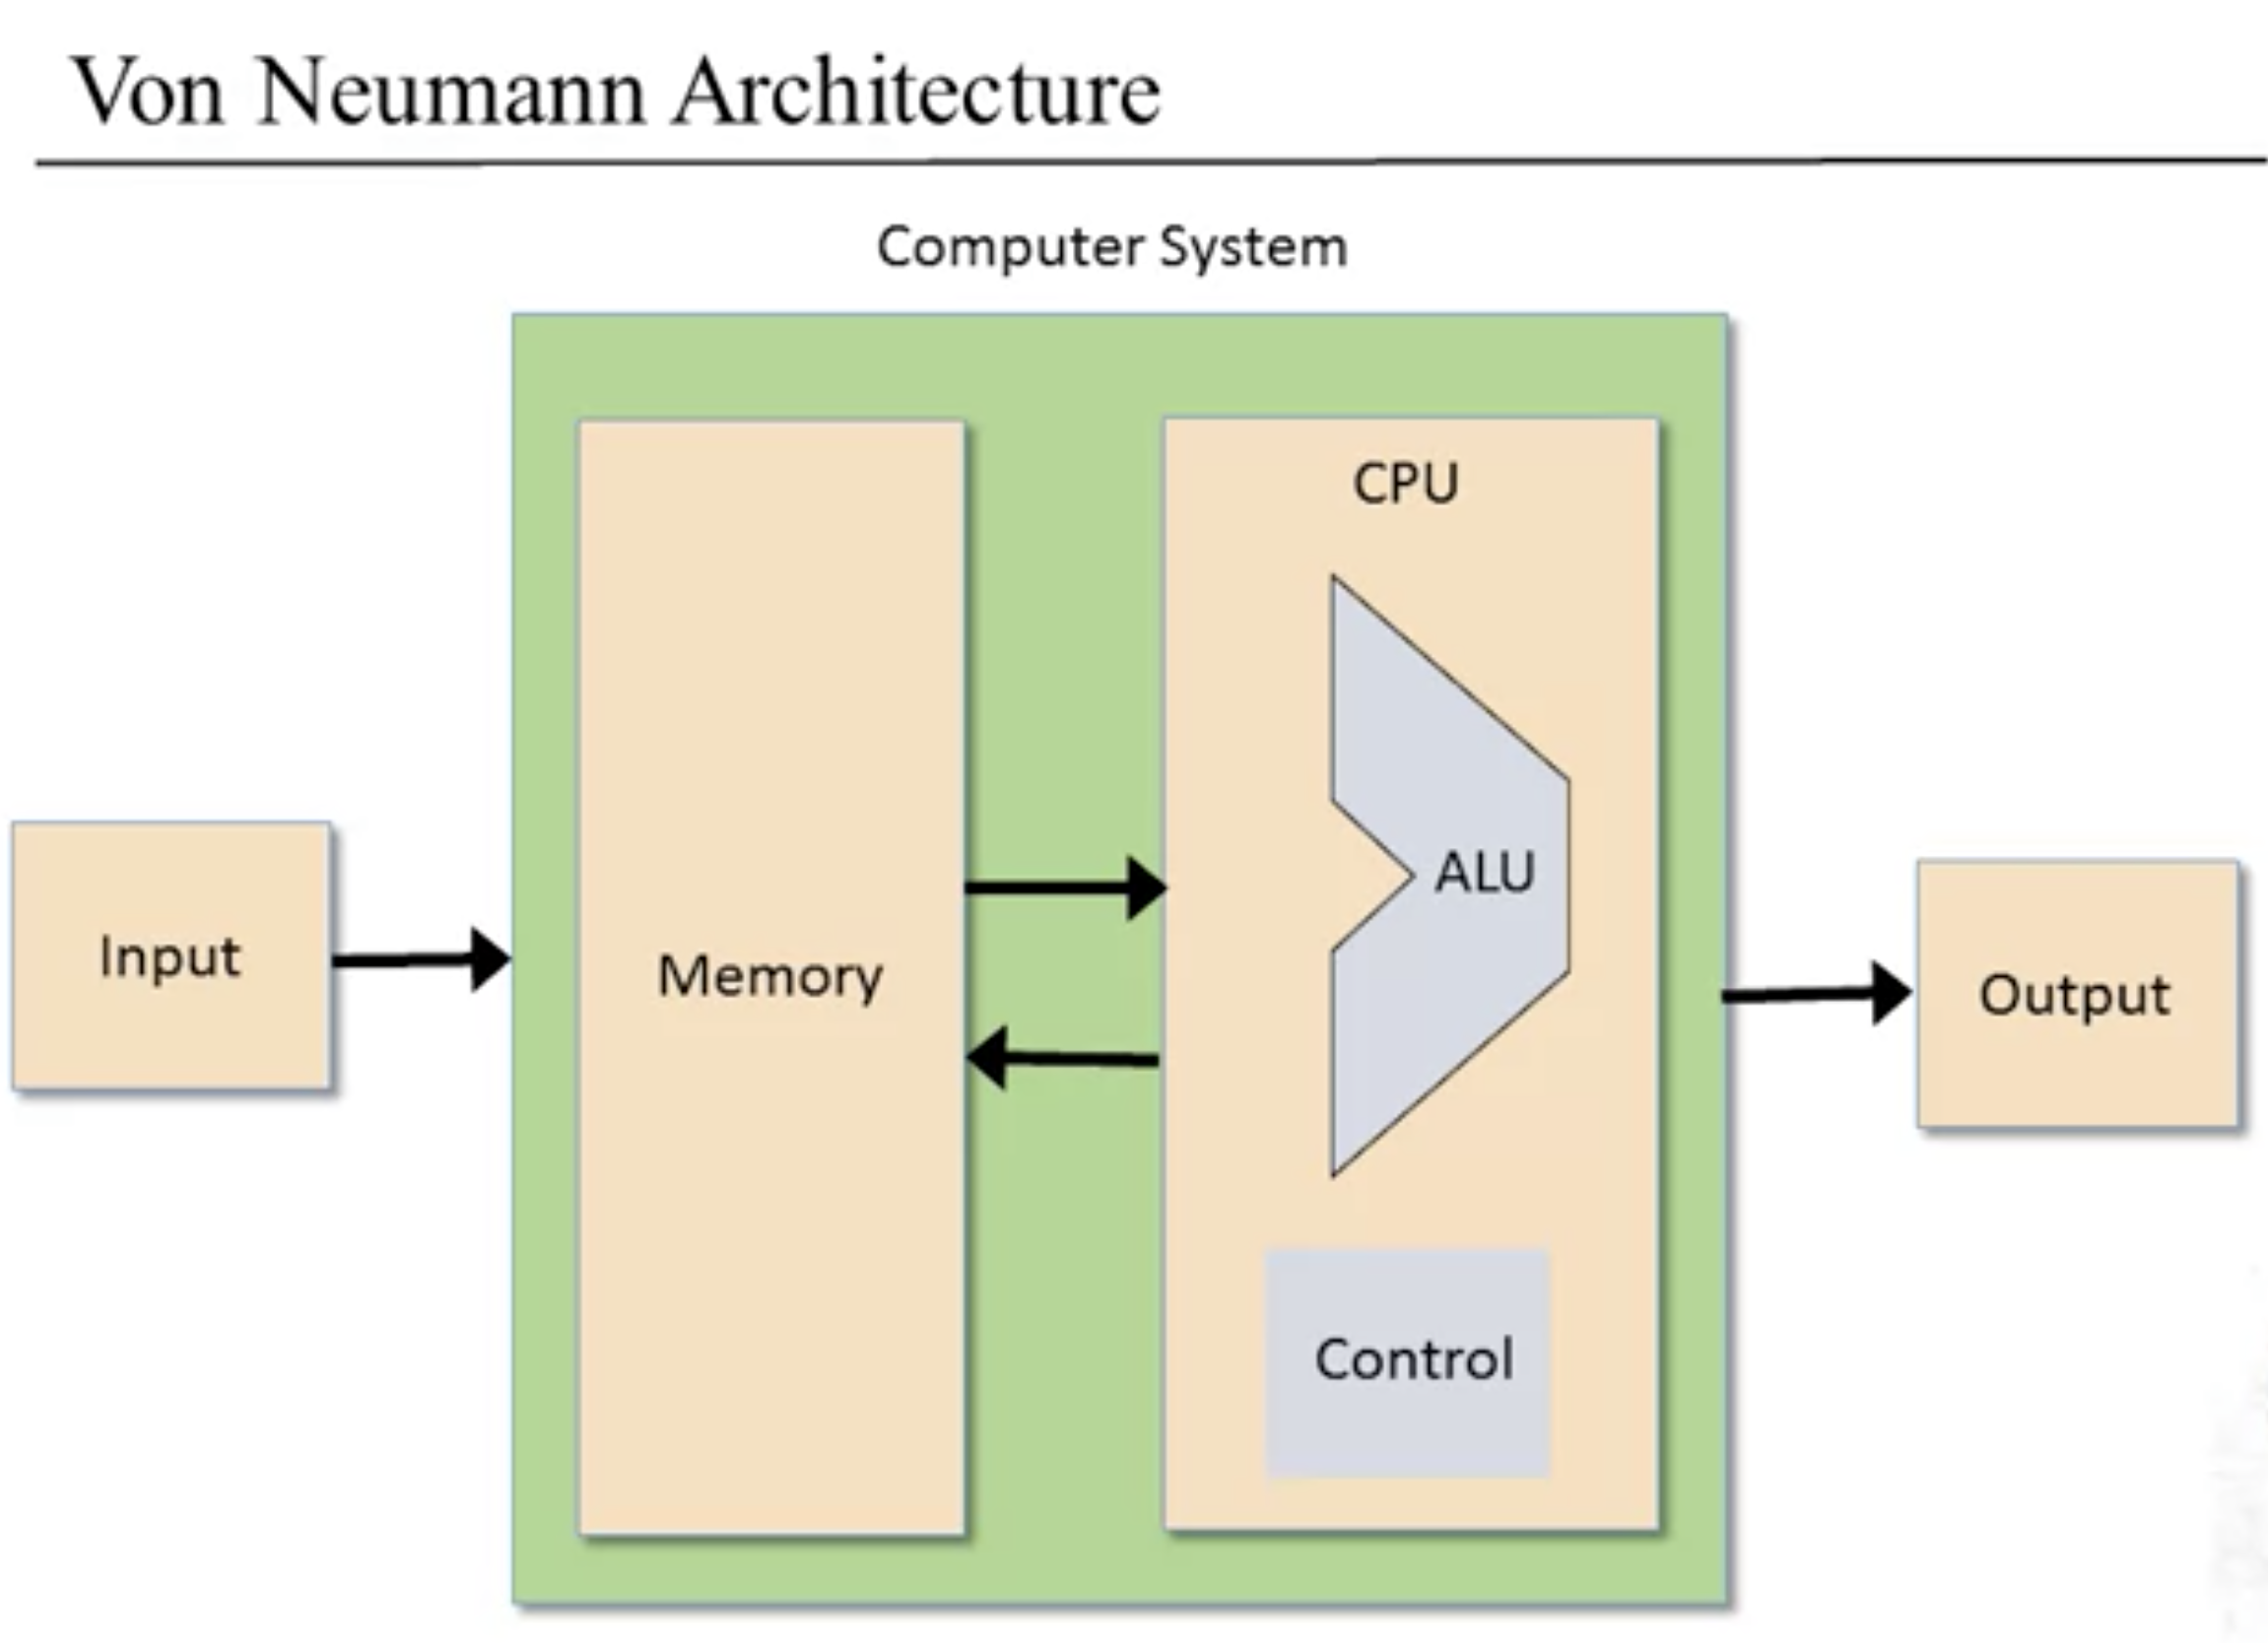 Von Neumann Architecture
Computer System
CPU
ALU
Input
Memory
Output
Control